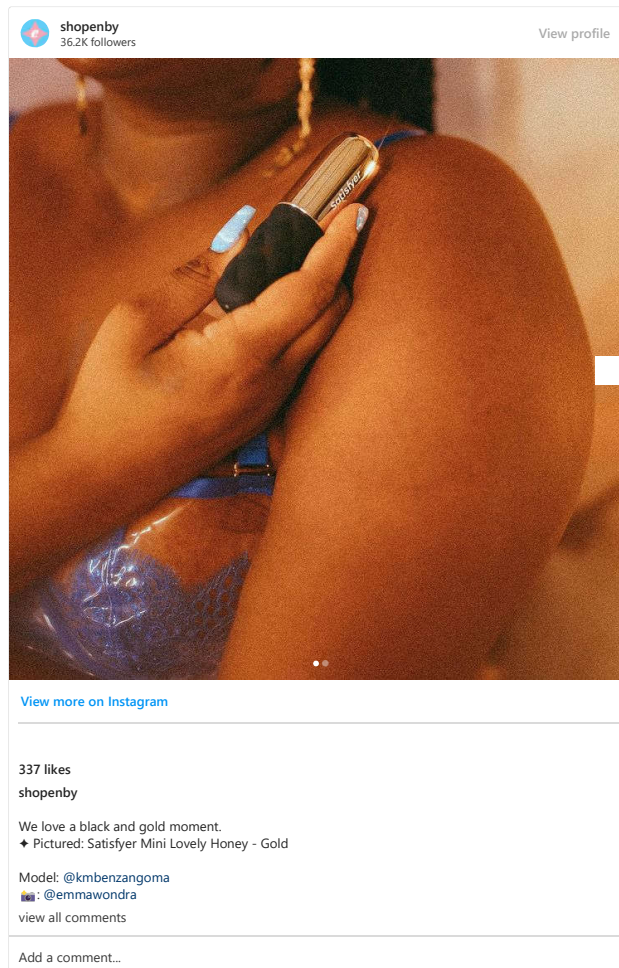 shopenby
36.2K followers
View profile
Satisfyer
View more on Instagram
337 likes
shopenby
We love a black and gold moment.
✦ Pictured: Satisfyer Mini Lovely Honey - Gold
Model: @kmbenzangoma
📸: @emmawondra
view all comments
Add a comment...